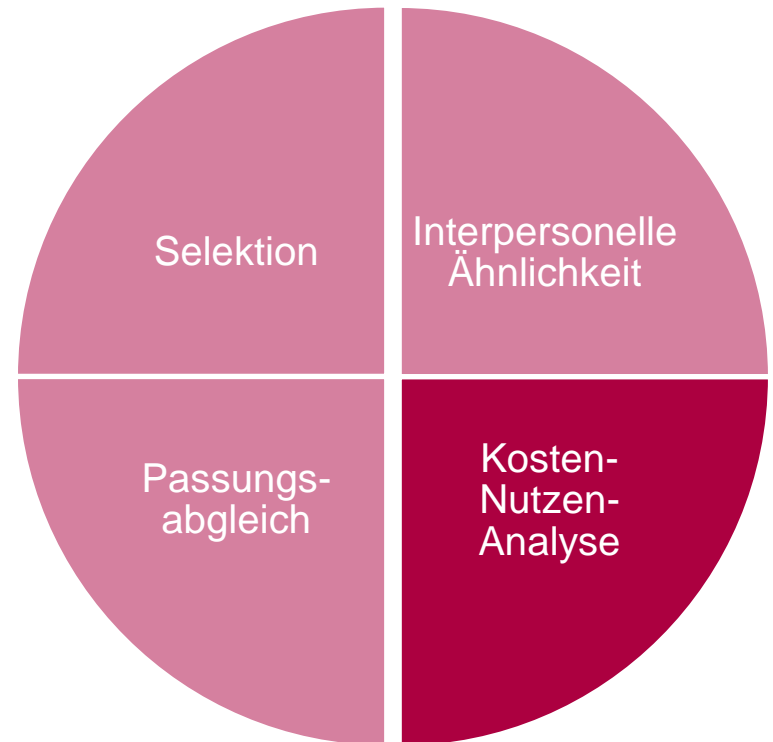 Selektion
Interpersonelle
Ähnlichkeit
Passungs-
abgleich
Kosten-
Nutzen-
Analyse